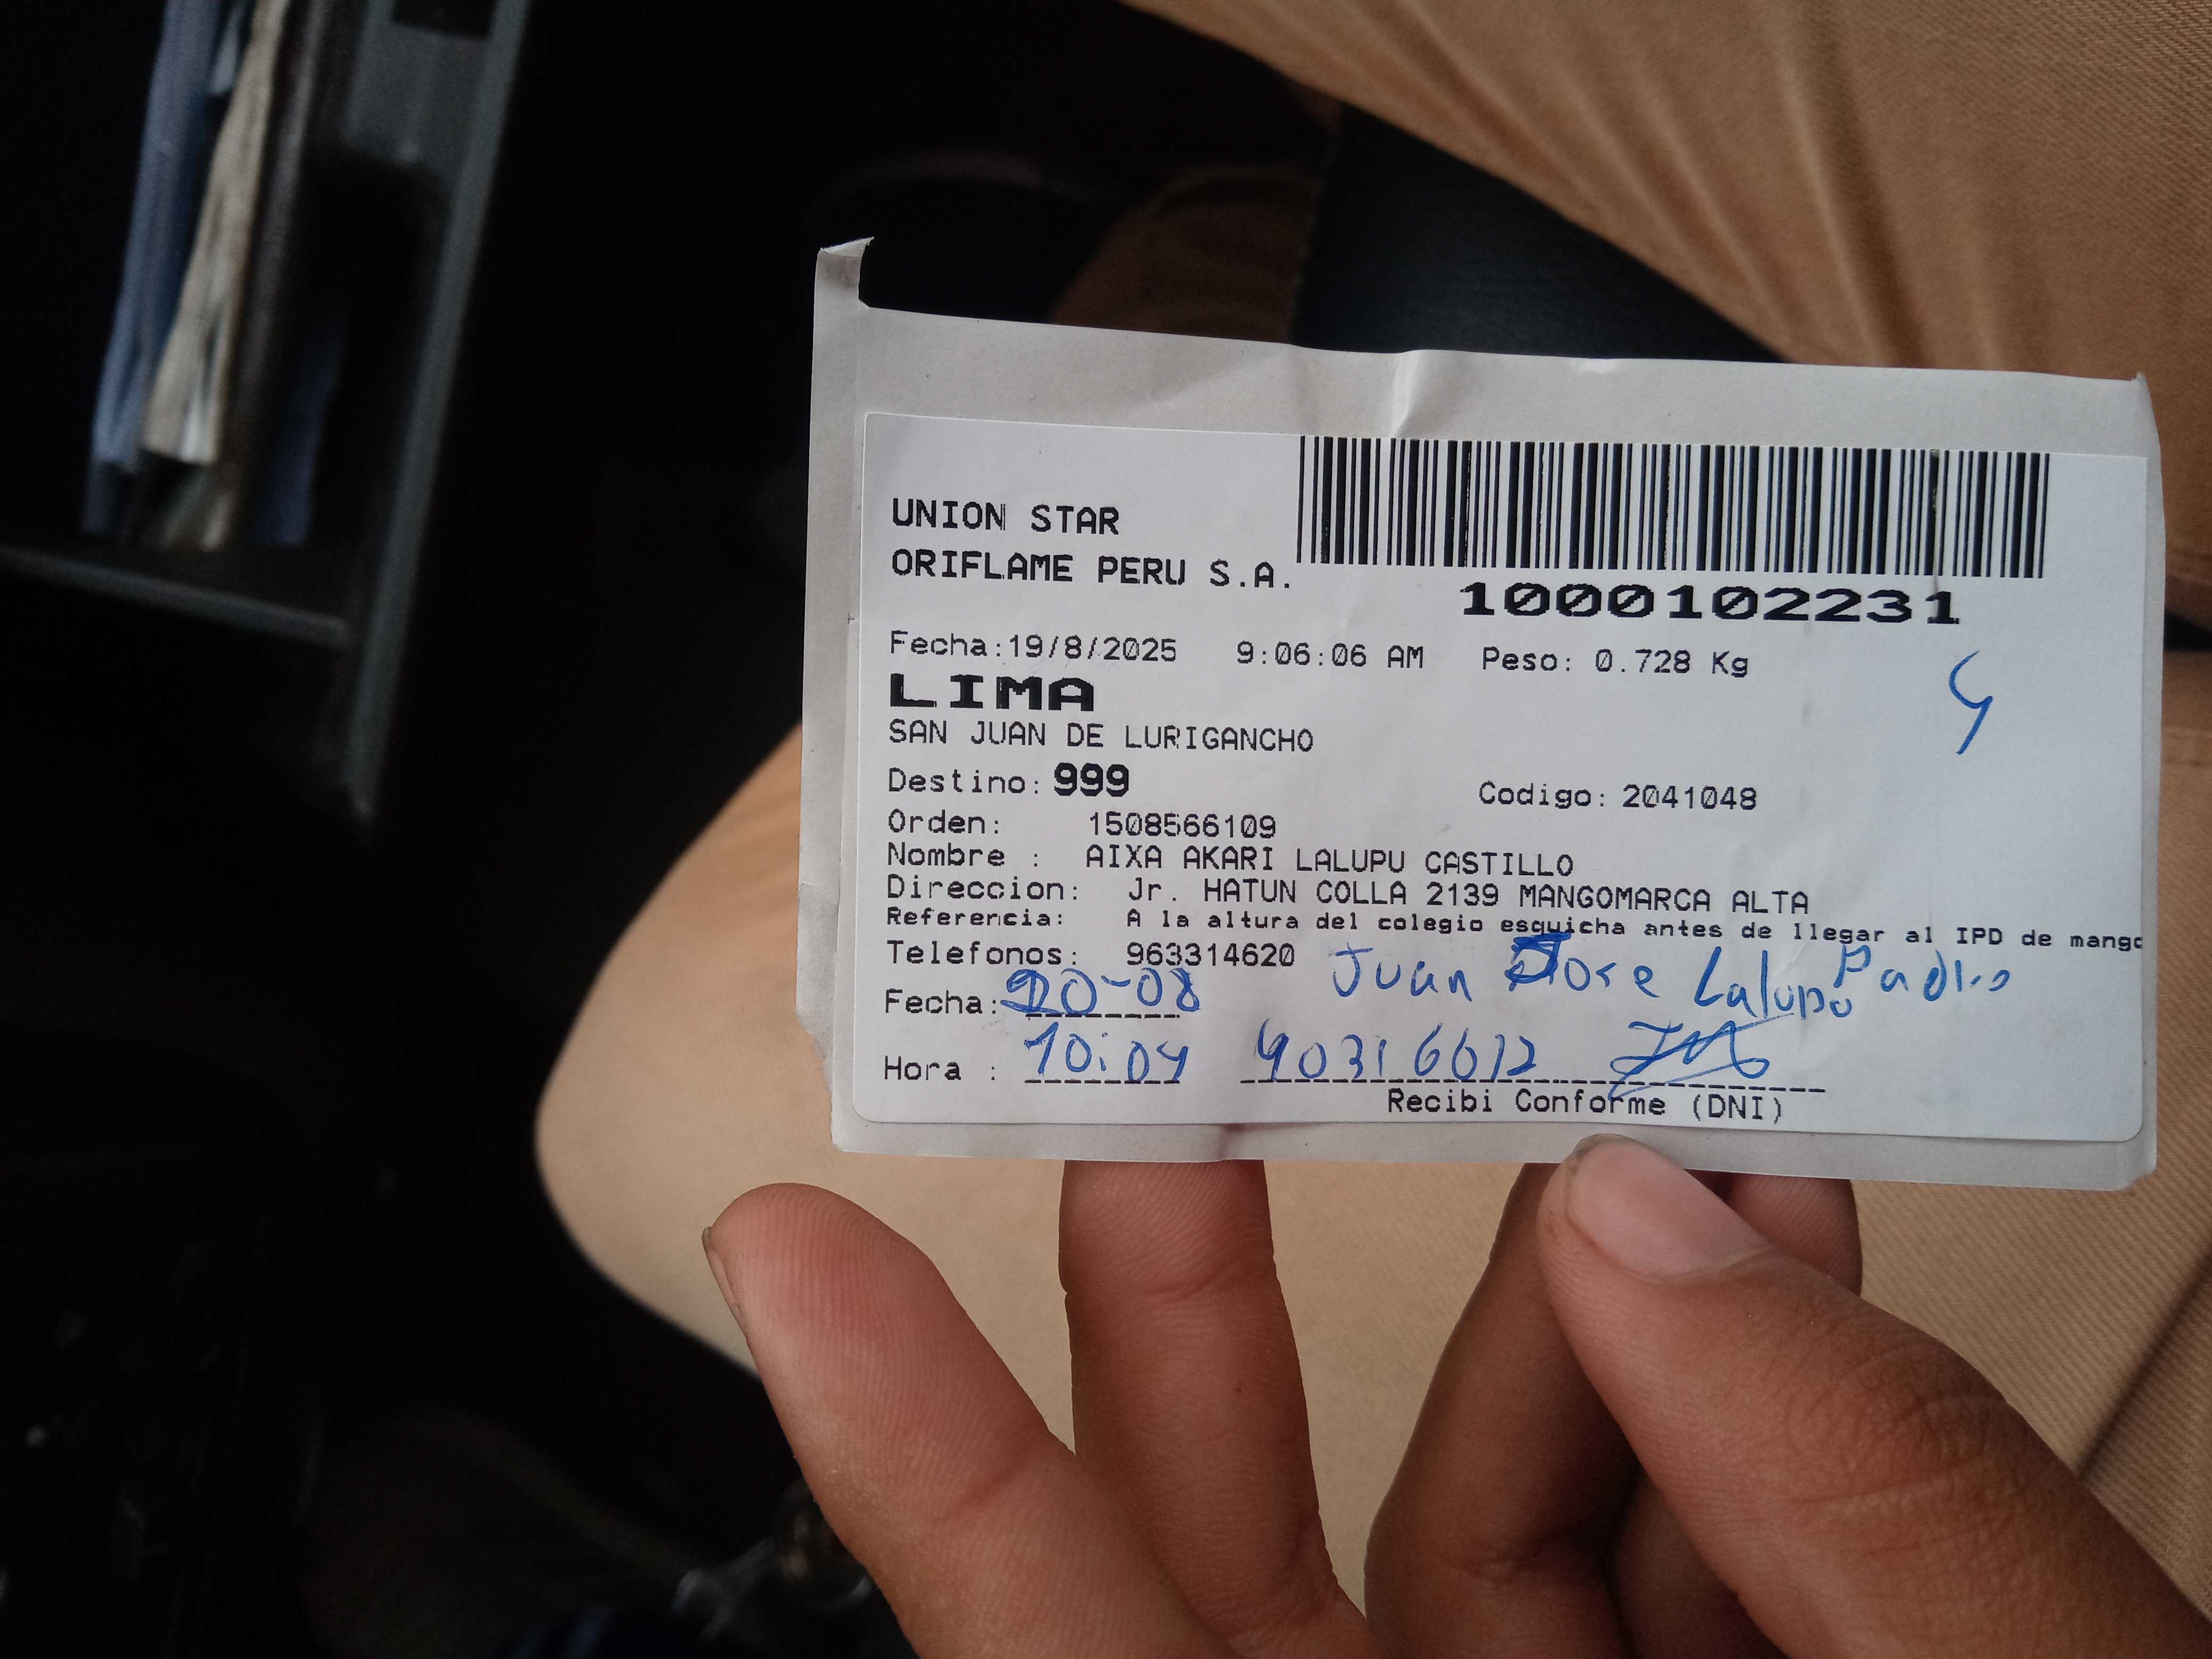 UNION STAR
ORIFLAME PERU S.A.
1000102231
Fecha:19/8/2025 9:06:06 AM Peso: 0.728 Kg
LIMA
SAN JUAN DE LURIGANCHO
Destino: 999 Codigo: 2041048
Orden: 1508566109
Nombre : AIXA AKARI LALUPU CASTILLO
Direccion: Jr. HATUN COLLA 2139 MANGOMARCA ALTA
Referencia: A la altura del colegio esquicha antes de llegar al IPD de mango
Telefonos: 963314620
Juan Jose Lalupu
Fecha: 20-08
Hora : 10:04 40316612
Recibi Conforme (DNI)